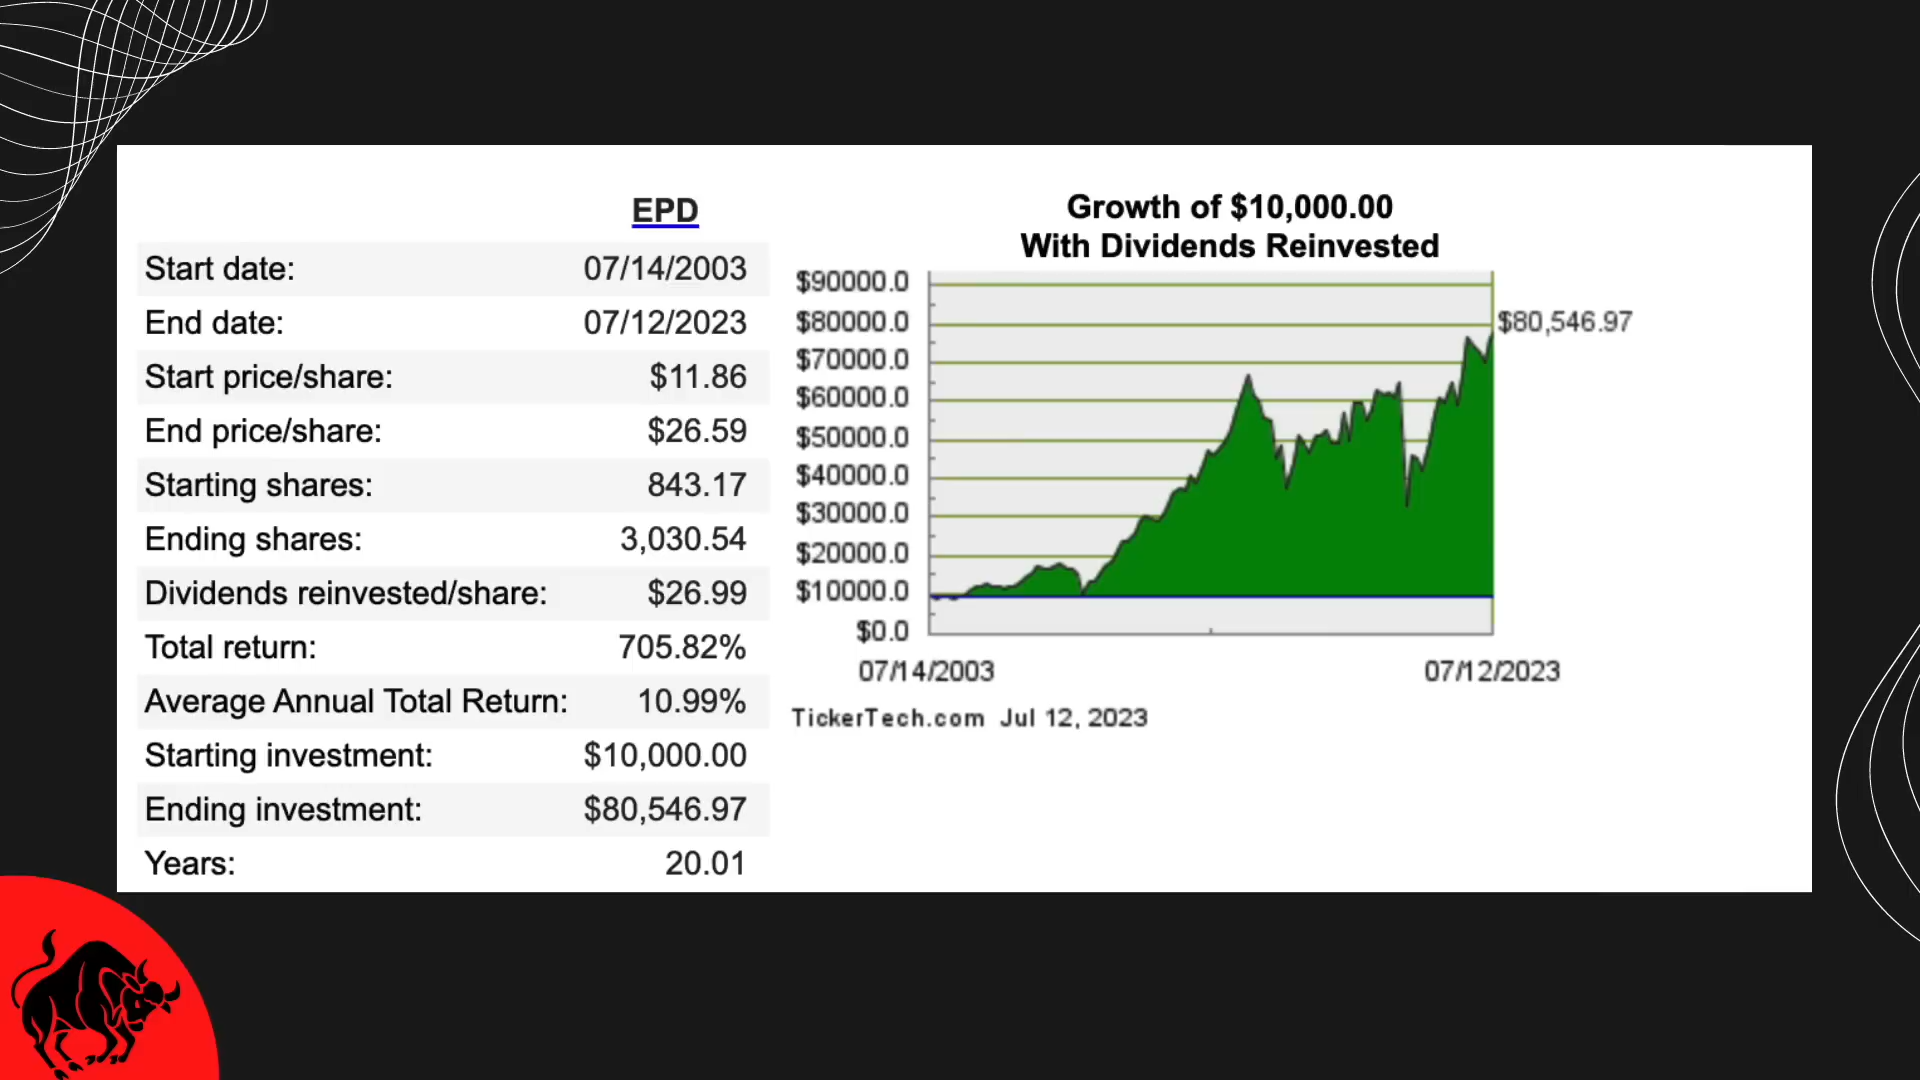 EPD
Start date: 07/14/2003
End date: 07/12/2023
Start price/share: $11.86
End price/share: $26.59
Starting shares: 843.17
Ending shares: 3,030.54
Dividends reinvested/share: $26.99
Total return: 705.82%
Average Annual Total Return: 10.99%
Starting investment: $10,000.00
Ending investment: $80,546.97
Years: 20.01
Growth of $10,000.00
With Dividends Reinvested
$90000.0
$80000.0
$80,546.97
$70000.0
$60000.0
$50000.0
$40000.0
$30000.0
$20000.0
$10000.0
$0.0
07/14/2003 07/12/2023
TickerTech.com Jul 12, 2023